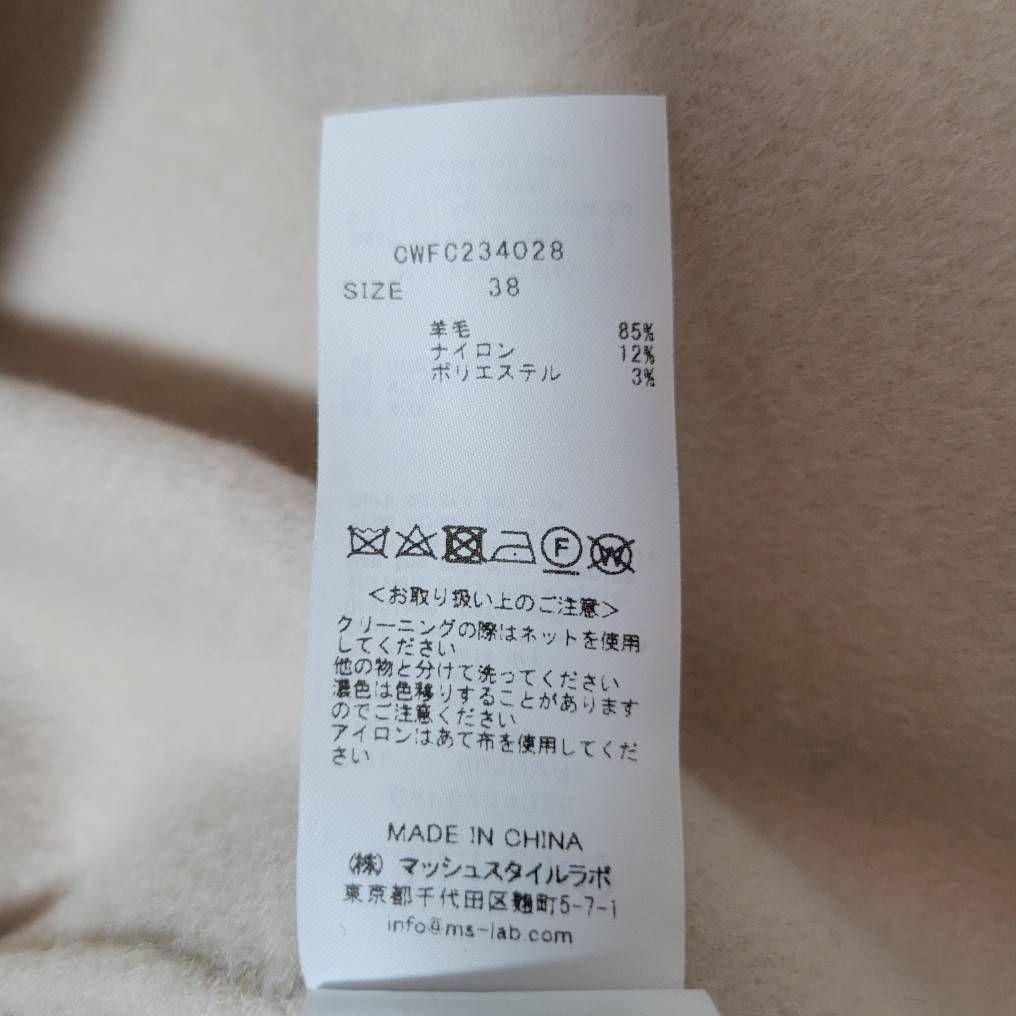 CWFC234028
SIZE 38
羊毛 85%
ナイロン 12%
ポリエステル 3%
F W
<お取り扱い上のご注意>
クリーニングの際はネットを使用
してください
他の物と分けて洗ってください
濃色は色移りすることがあります
のでご注意ください
アイロンはあて布を使用してくだ
さい
MADE IN CHINA
(株) マッシュスタイルラボ
東京都千代田区麹町5-7-1
info@ms-lab.com